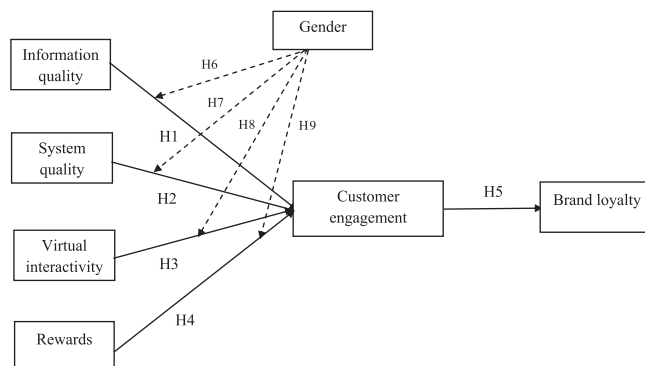 Gender
Information
quality
H6
H7
H8
H9
H1
System
quality
H2
Customer
engagement
H5
Brand loyalty
Virtual
interactivity
H3
H4
Rewards